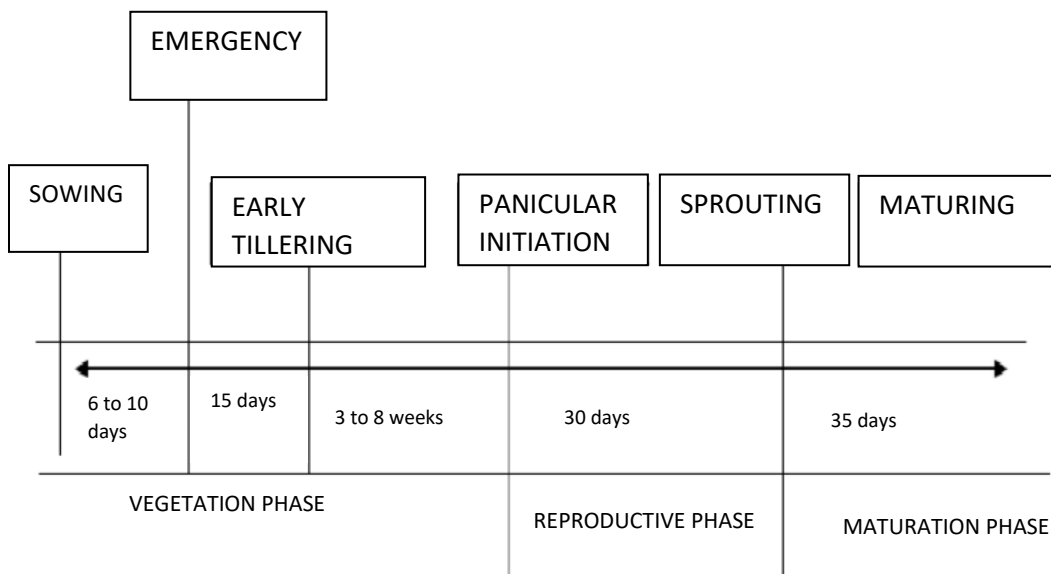 EMERGENCY
SOWING
EARLY
TILLERING
PANICULAR
INITIATION
SPROUTING
MATURING
6 to 10
days
15 days
3 to 8 weeks
30 days
35 days
VEGETATION PHASE
REPRODUCTIVE PHASE
MATURATION PHASE